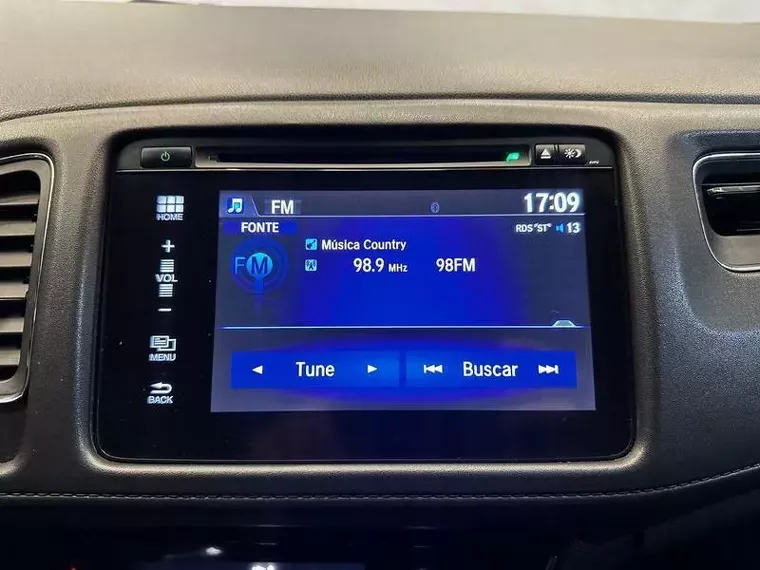 FM 17:09
HOME
FONTE RDS "ST" 13
Música Country
FM 98.9 MHz 98FM
+
VOL
−
MENU
Tune Buscar
BACK